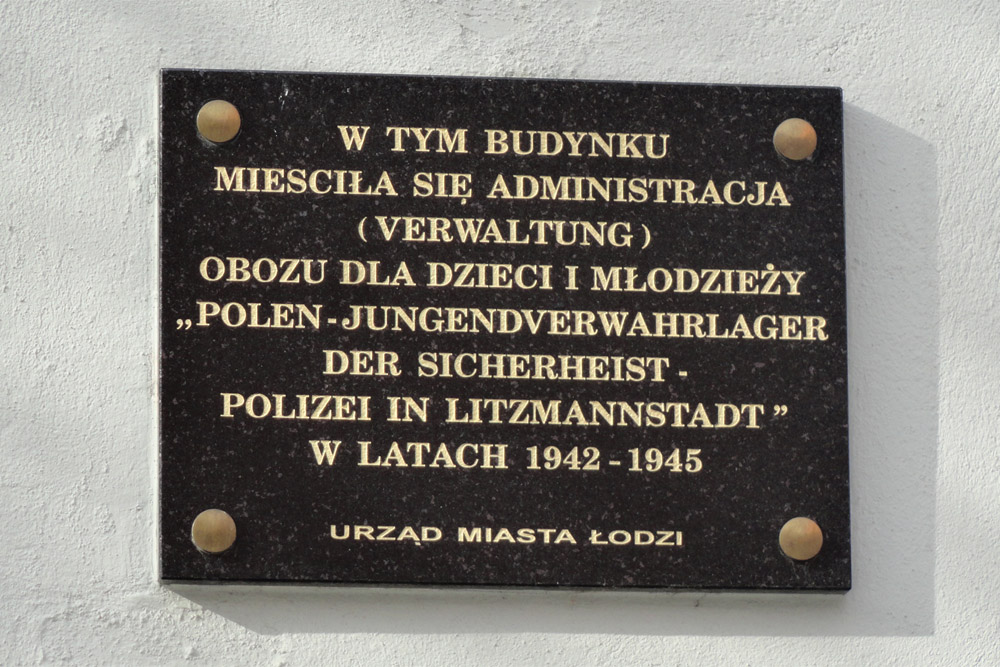 W TYM BUDYNKU
MIEŚCIŁA SIĘ ADMINISTRACJA
(VERWALTUNG)
OBOZU DLA DZIECI I MŁODZIEŻY
„POLEN-JUNGENDVERWAHRLAGER
DER SICHERHEIST-
POLIZEI IN LITZMANNSTADT”
W LATACH 1942-1945
URZĄD MIASTA ŁODZI